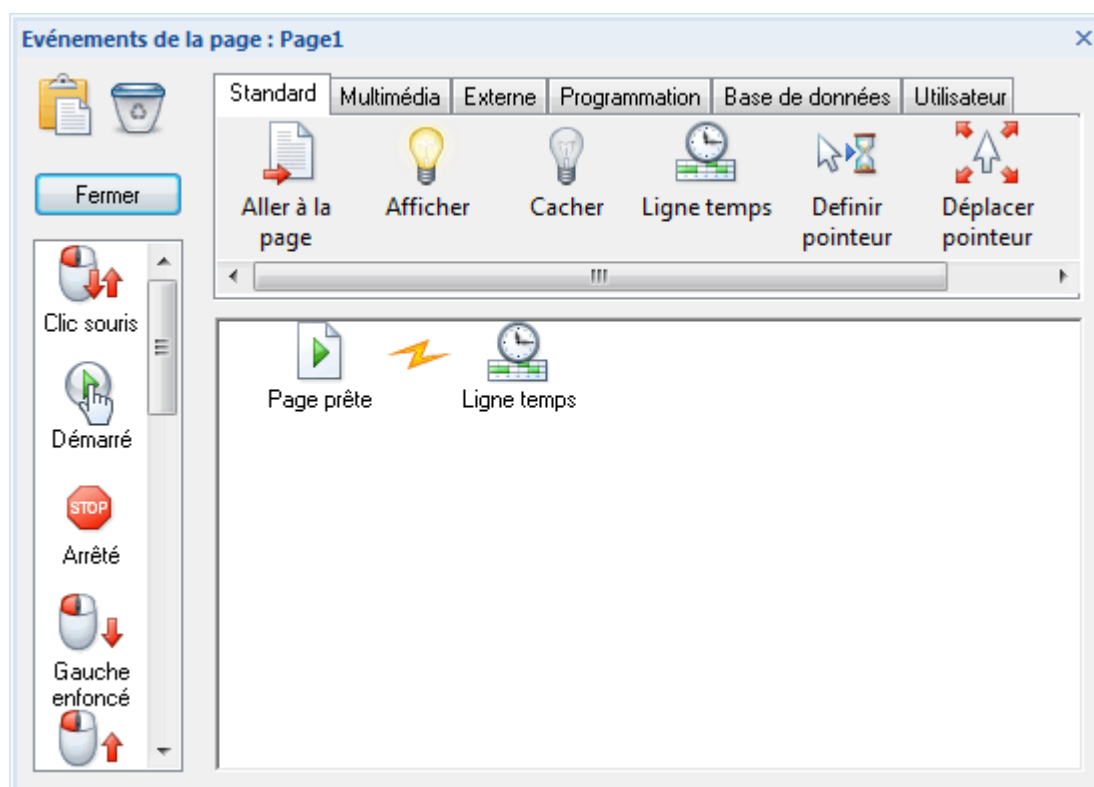 Evénements de la page : Page1
Fermer
Standard
Multimédia
Externe
Programmation
Base de données
Utilisateur
Aller à la
page
Afficher
Cacher
Ligne temps
Definir
pointeur
Déplacer
pointeur
Clic souris
Démarré
STOP
Arrêté
Gauche
enfoncé
Page prête
Ligne temps